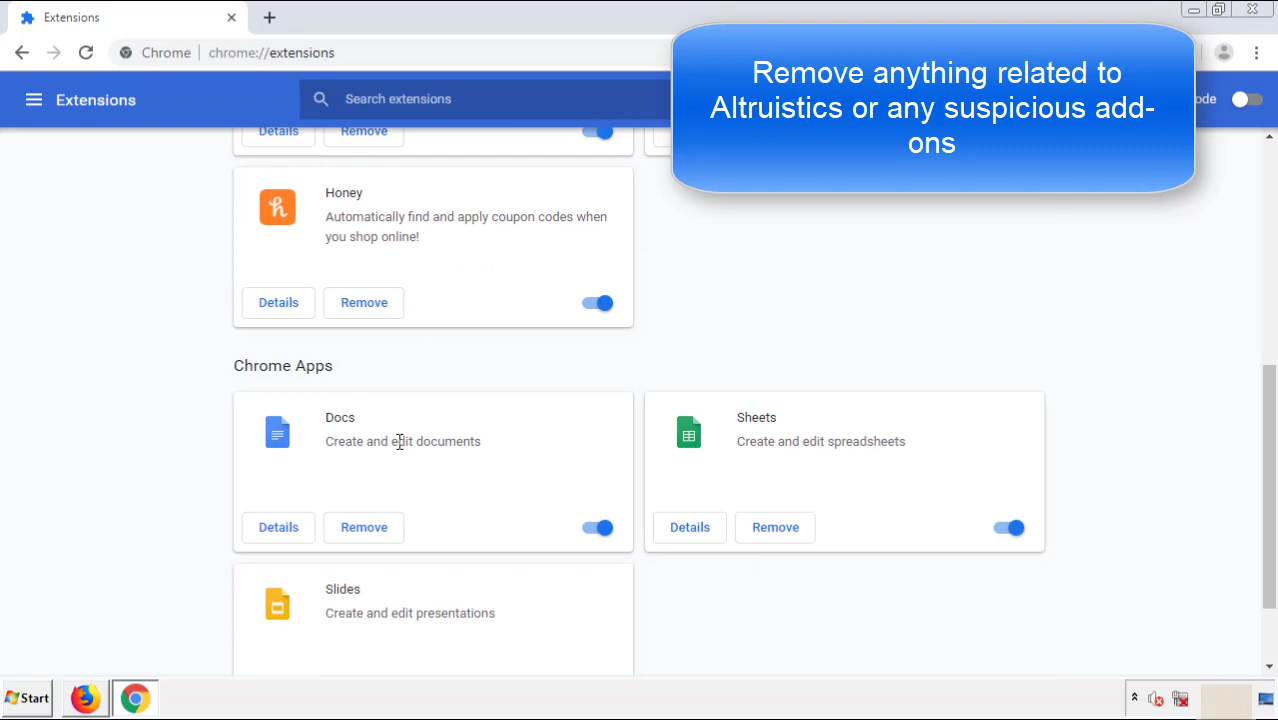 Extensions
Chrome
chrome://extensions
Extensions
Search extensions
ode
Remove anything related to
Altruistics or any suspicious add-
ons
Details
Remove
Honey
Automatically find and apply coupon codes when
you shop online!
Details
Remove
Chrome Apps
Docs
Create and edit documents
Details
Remove
Sheets
Create and edit spreadsheets
Details
Remove
Slides
Create and edit presentations
Start